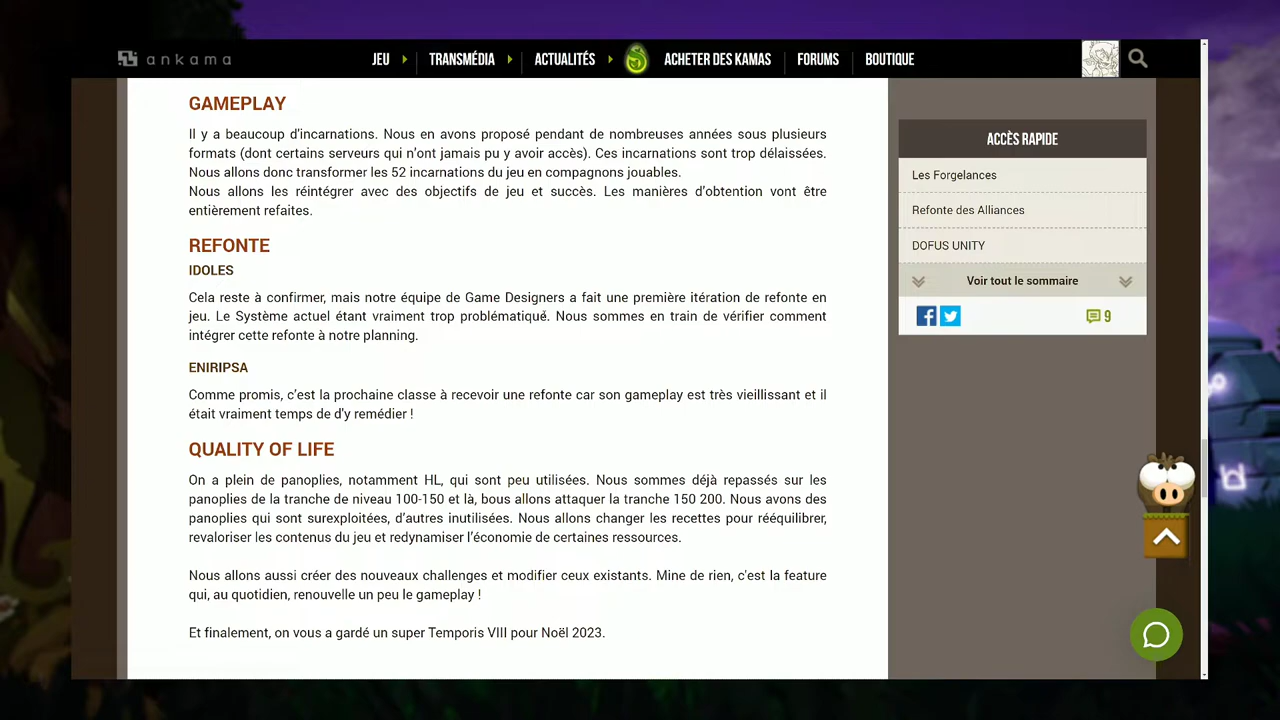 ankama
JEU
TRANSMÉDIA
ACTUALITÉS
ACHETER DES KAMAS
FORUMS
BOUTIQUE
GAMEPLAY
Il y a beaucoup d'incarnations. Nous en avons proposé pendant de nombreuses années sous plusieurs
formats (dont certains serveurs qui n'ont jamais pu y avoir accès). Ces incarnations sont trop délaissées.
Nous allons donc transformer les 52 incarnations du jeu en compagnons jouables.
Nous allons les réintégrer avec des objectifs de jeu et succès. Les manières d'obtention vont être
entièrement refaites.
REFONTE
IDOLES
Cela reste à confirmer, mais notre équipe de Game Designers a fait une première itération de refonte en
jeu. Le Système actuel étant vraiment trop problématique. Nous sommes en train de vérifier comment
intégrer cette refonte à notre planning.
ENIRIPSA
Comme promis, c'est la prochaine classe à recevoir une refonte car son gameplay est très vieillissant et il
était vraiment temps de d'y remédier !
QUALITY OF LIFE
On a plein de panoplies, notamment HL, qui sont peu utilisées. Nous sommes déjà repassés sur les
panoplies de la tranche de niveau 100-150 et là, bous allons attaquer la tranche 150 200. Nous avons des
panoplies qui sont surexploitées, d'autres inutilisées. Nous allons changer les recettes pour rééquilibrer,
revaloriser les contenus du jeu et redynamiser l'économie de certaines ressources.
Nous allons aussi créer des nouveaux challenges et modifier ceux existants. Mine de rien, c'est la feature
qui, au quotidien, renouvelle un peu le gameplay !
Et finalement, on vous a gardé un super Temporis VIII pour Noël 2023.
ACCÈS RAPIDE
Les Forgelances
Refonte des Alliances
DOFUS UNITY
Voir tout le sommaire
9